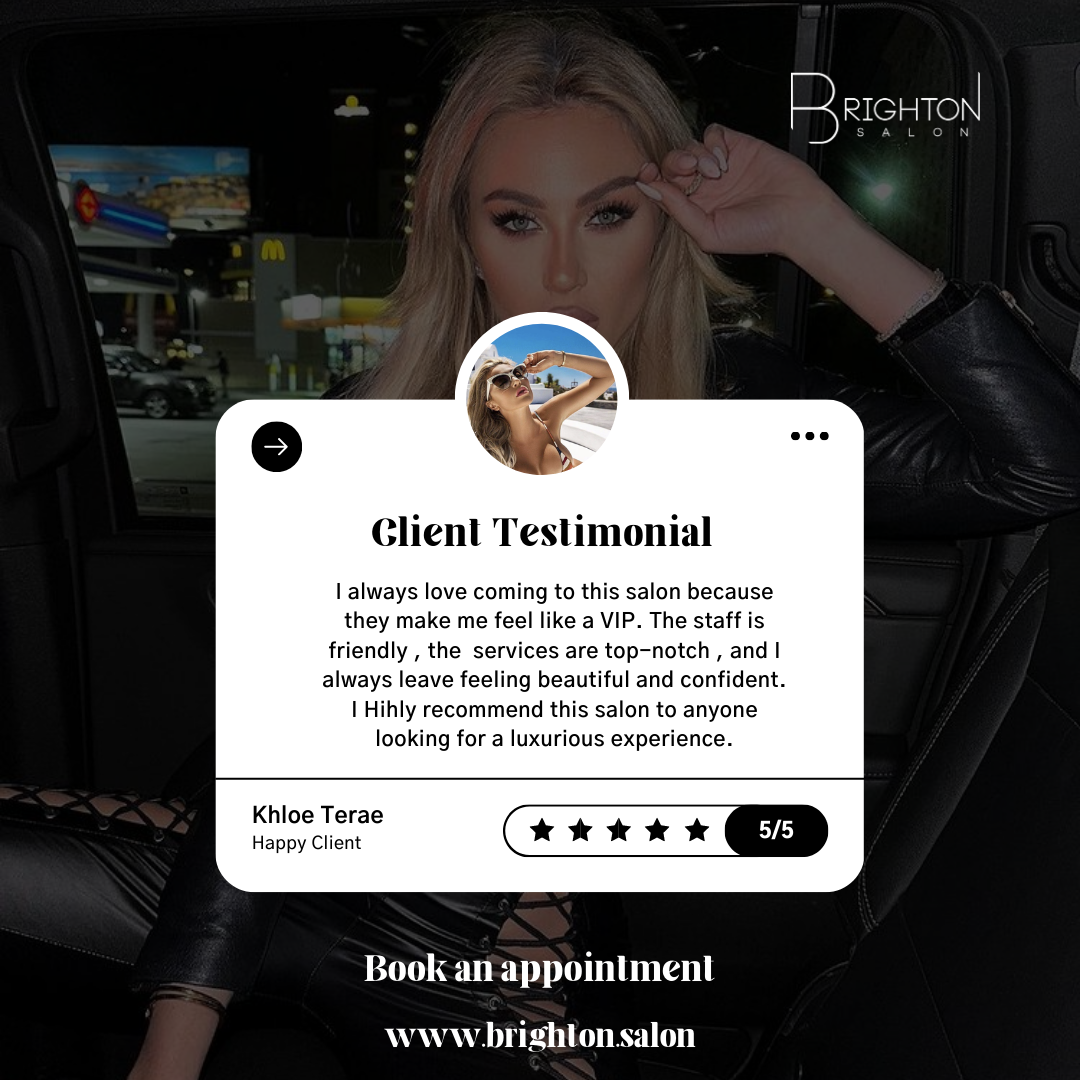 BRIGHTON
SALON
Client Testimonial
I always love coming to this salon because
they make me feel like a VIP. The staff is
friendly , the  services are top-notch , and I
always leave feeling beautiful and confident.
I Hihly recommend this salon to anyone
looking for a luxurious experience.
Khloe Terae
Happy Client
5/5
Book an appointment
www.brighton.salon